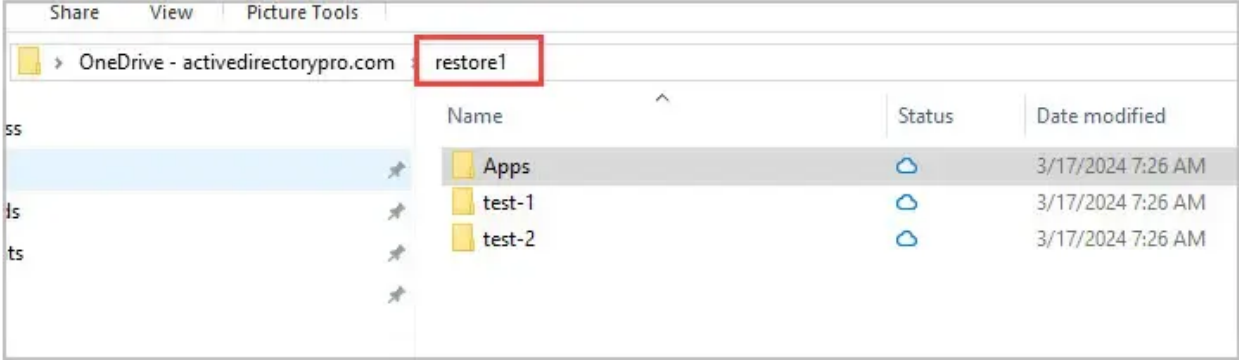 Share View Picture Tools
OneDrive - activedirectorypro.com restore1
Name Status Date modified
ss
Apps 3/17/2024 7:26 AM
ds test-1 3/17/2024 7:26 AM
ts test-2 3/17/2024 7:26 AM